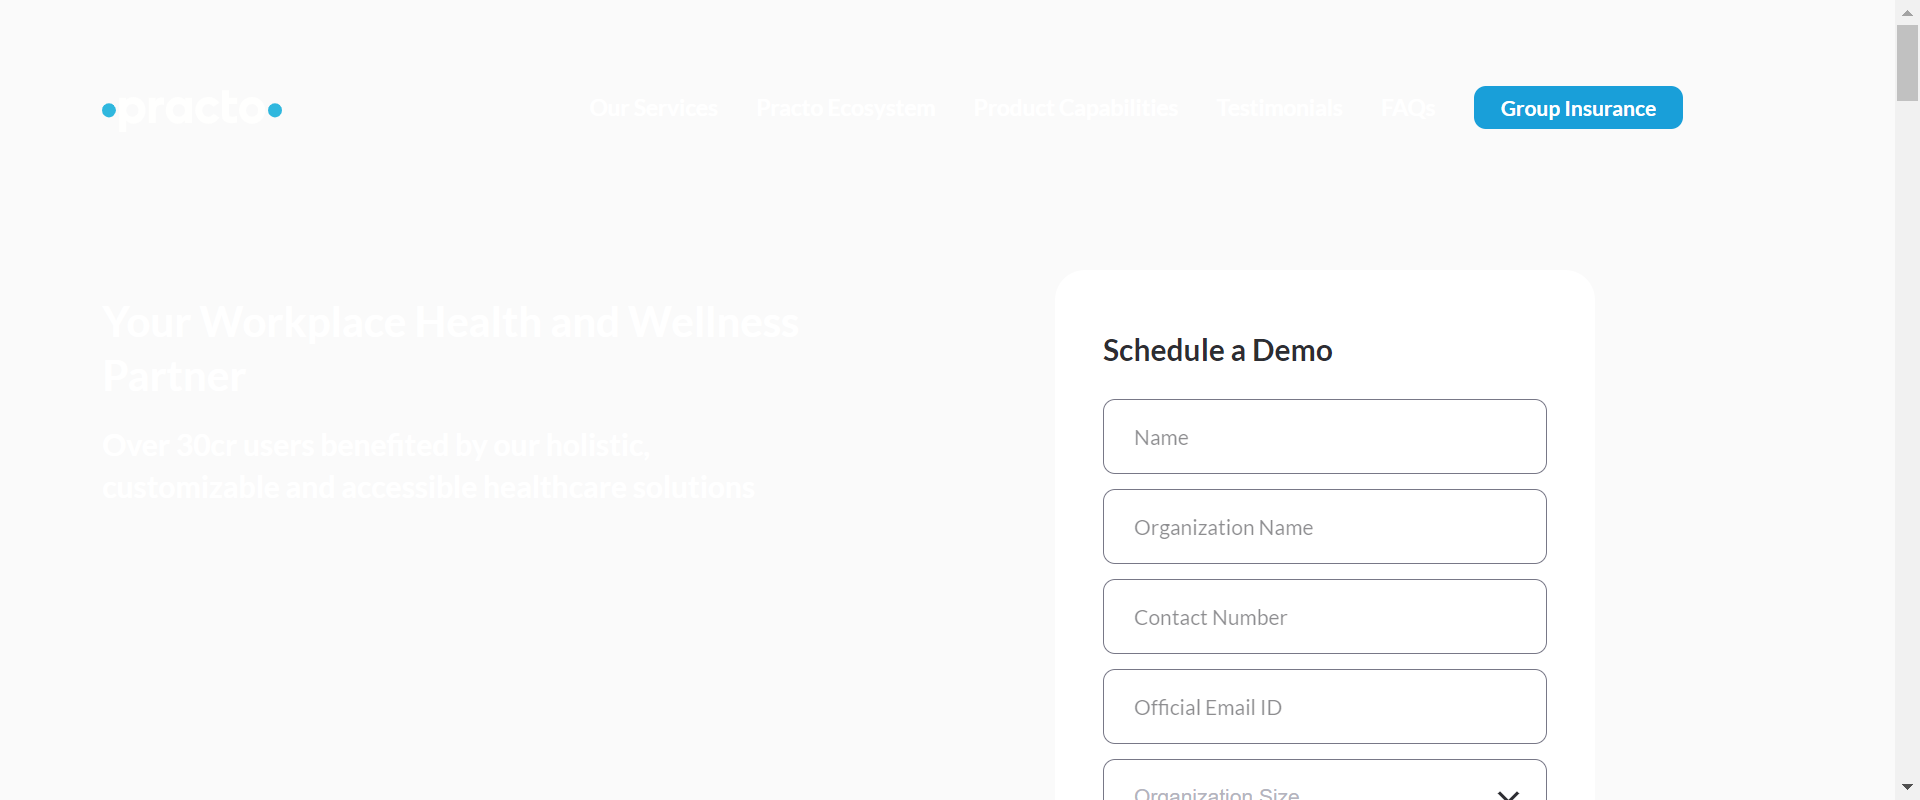 practo
Our Services Practo Ecosystem Product Capabilities Testimonials FAQs Group Insurance
Your Workplace Health and Wellness
Partner
Over 30cr users benefited by our holistic,
customizable and accessible healthcare solutions
Schedule a Demo
Name
Organization Name
Contact Number
Official Email ID
Organization Size